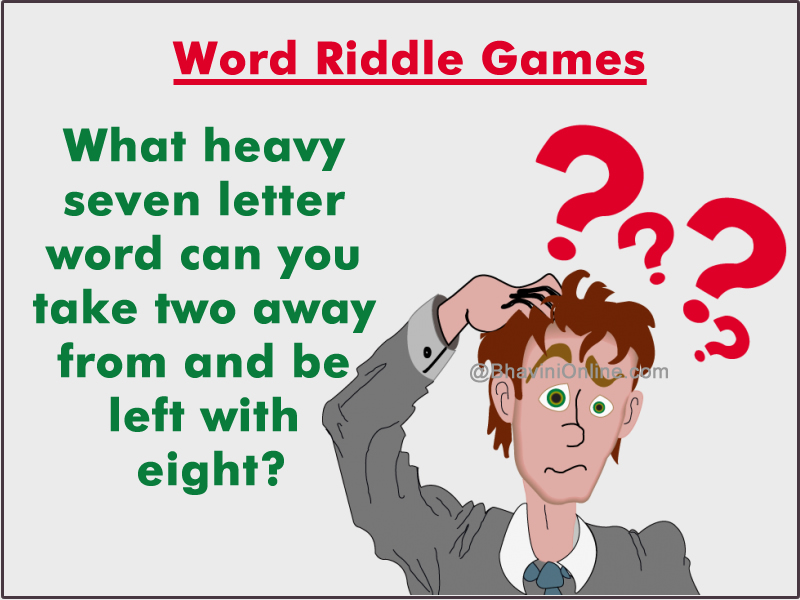 Word Riddle Games
What heavy
seven letter
word can you
take two away
from and be
left with
eight?
@BhaviniOnline.com